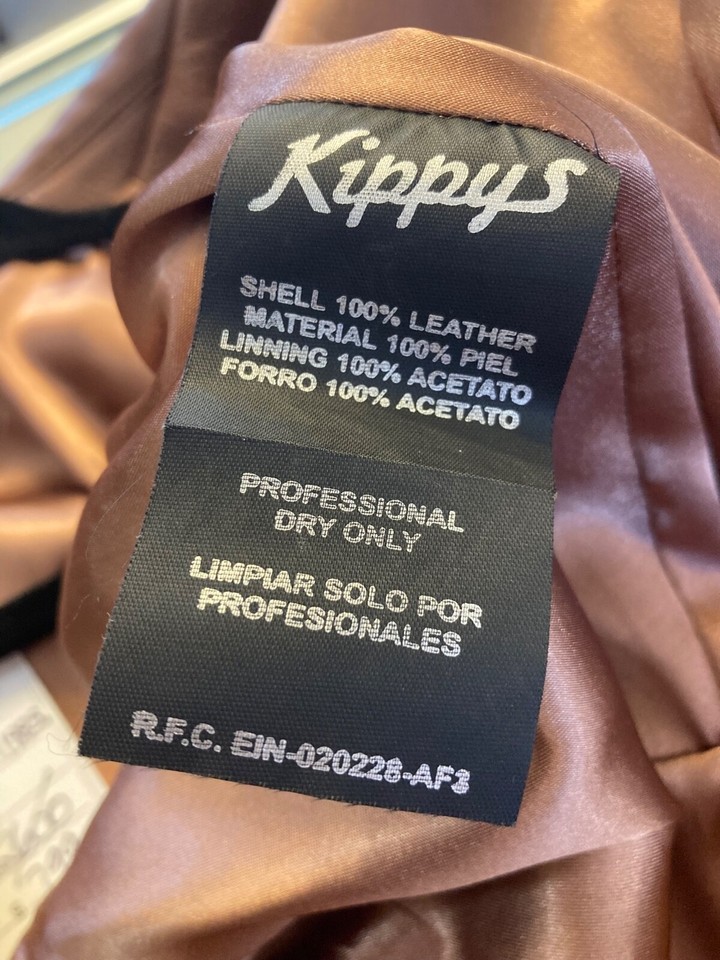 Kippys
SHELL 100% LEATHER
MATERIAL 100% PIEL
LINNING 100% ACETATO
FORRO 100% ACETATO
PROFESSIONAL
DRY ONLY
LIMPIAR SOLO POR
PROFESIONALES
R.F.C. EIN-020226-AF3